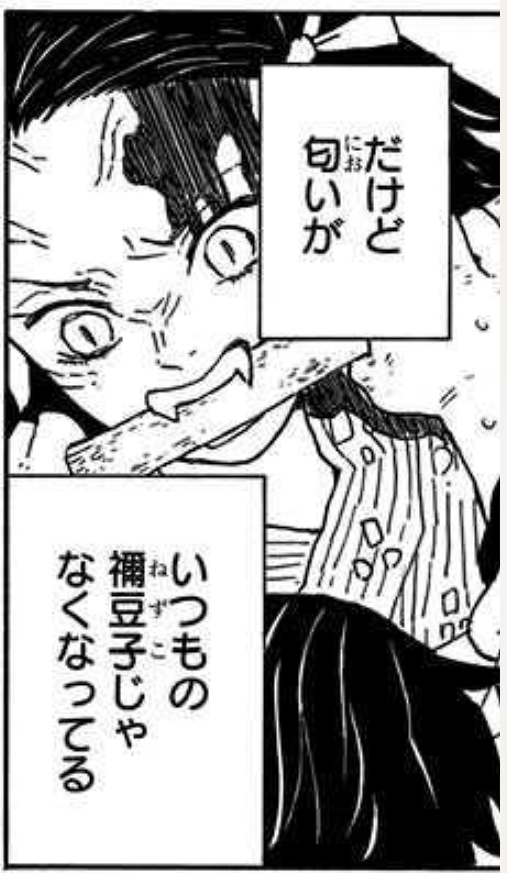 だけど
匂いが
いつもの
禰豆子じゃ
なくなってる